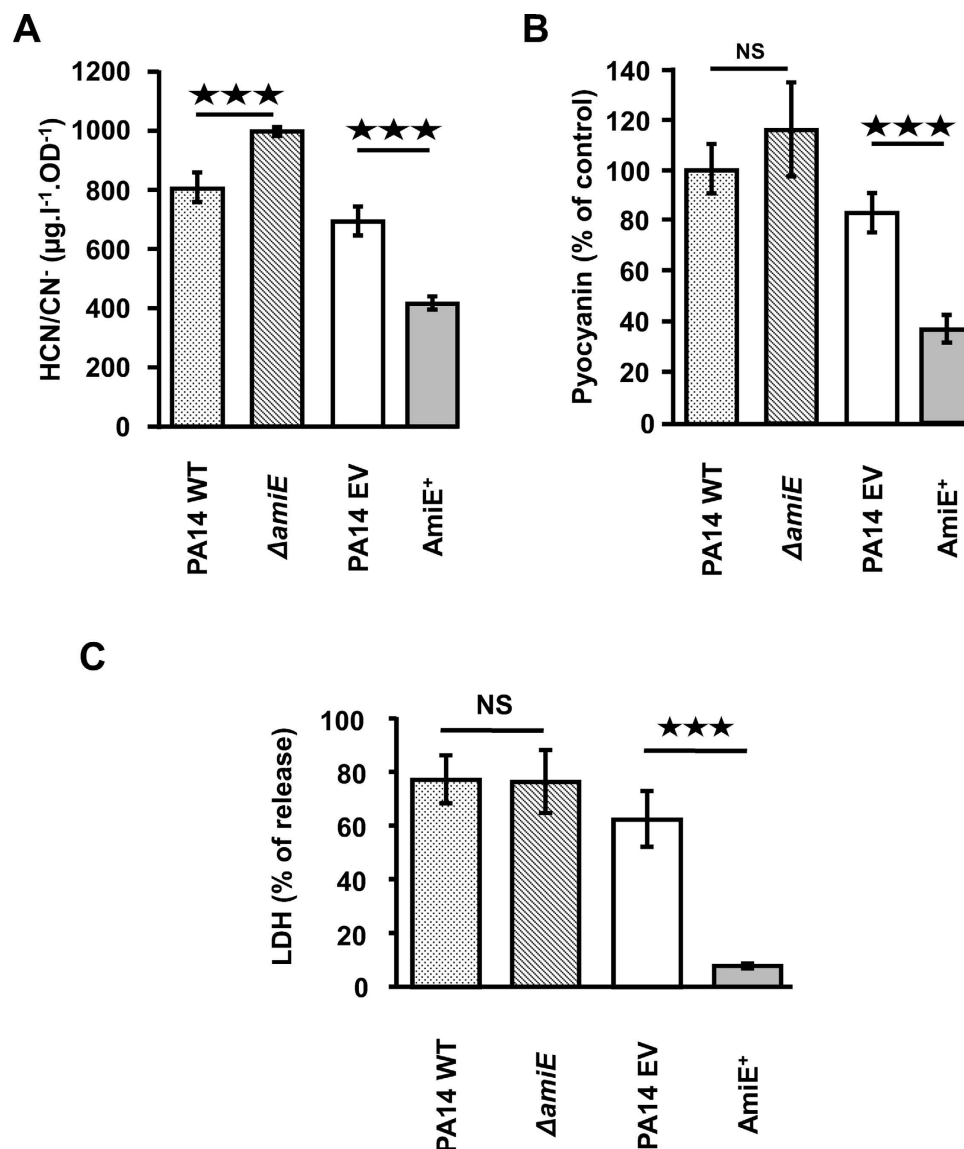 A
HCN/CN⁻ (µg.l⁻¹.OD⁻¹)
1200
1000
800
600
400
200
0
★★★
★★★
PA14 WT
ΔamiE
PA14 EV
AmiE⁺
B
Pyocyanin (% of control)
140
120
100
80
60
40
20
0
NS
★★★
PA14 WT
ΔamiE
PA14 EV
AmiE⁺
C
LDH (% of release)
100
80
60
40
20
0
NS
★★★
PA14 WT
ΔamiE
PA14 EV
AmiE⁺